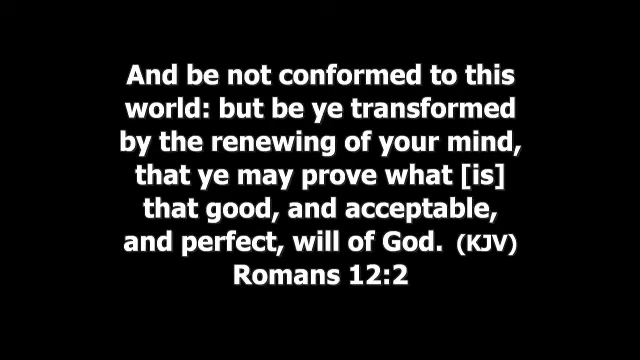 And be not conformed to this
world: but be ye transformed
by the renewing of your mind,
that ye may prove what [is]
that good, and acceptable,
and perfect, will of God. (KJV)
Romans 12:2